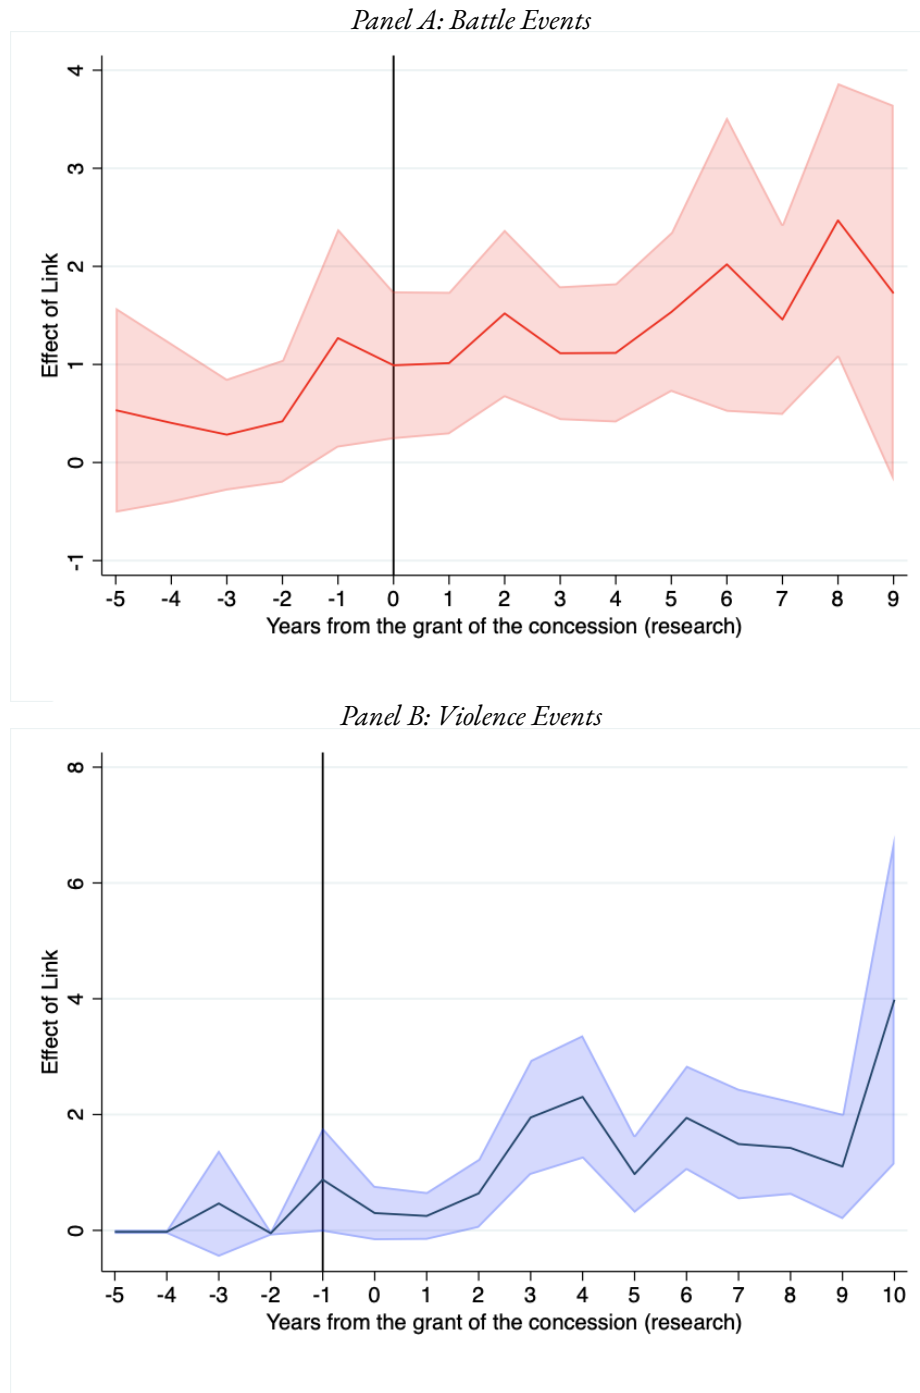 Panel A: Battle Events
4
3
2
1
0
-1
Effect of Link
-5 -4 -3 -2 -1 0 1 2 3 4 5 6 7 8 9
Years from the grant of the concession (research)
Panel B: Violence Events
8
6
4
2
0
Effect of Link
-5 -4 -3 -2 -1 0 1 2 3 4 5 6 7 8 9 10
Years from the grant of the concession (research)